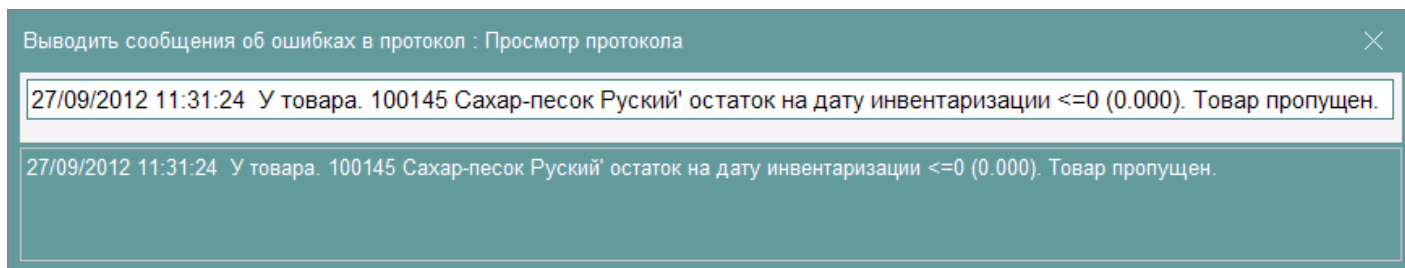 Выводить сообщения об ошибках в протокол : Просмотр протокола
27/09/2012 11:31:24 У товара. 100145 Сахар-песок Руский' остаток на дату инвентаризации <=0 (0.000). Товар пропущен.
27/09/2012 11:31:24 У товара. 100145 Сахар-песок Руский' остаток на дату инвентаризации <=0 (0.000). Товар пропущен.